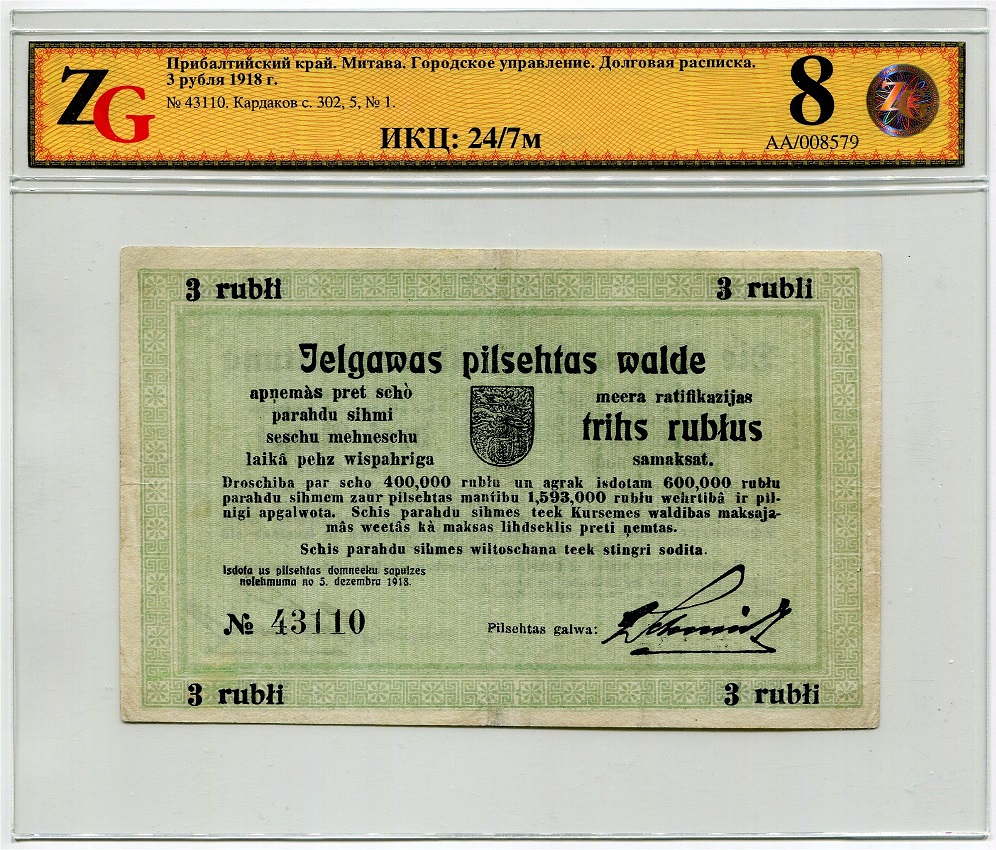 ZG
Прибалтийский край. Митава. Городское управление. Долговая расписка.
3 рубля 1918 г.
№ 43110. Кардаков с. 302, 5, № 1.
ИКЦ: 24/7м
8
АА/008579
3 rubłi 3 rubli
Jelgawas pilsehtas walde
apņemàs pret schò
parahdu sihmi
seschu mehneschu
laikâ pehz wispahriga
meera ratifikazijas
trihs rubłus
samaksat.
Droschiba par scho 400,000 rubłu un agrak isdotam 600,000 rubłu
parahdu sihmem zaur pilsehtas mantibu 1,593,000 rubłu wehrtibâ ir pil-
nigi apgalwota. Schis parahdu sihmes teek Kursemes waldibas maksaja-
mâs weetâs kà maksas lihdseklis preti ņemtas.
Schis parahdu sihmes wiltoschana teek stingri sodita.
Isdota us pilsehtas domneeku sapulzes
nolehmuma no 5. dezembra 1918.
№ 43110
Pilsehtas galwa:
3 rubłi 3 rubłi